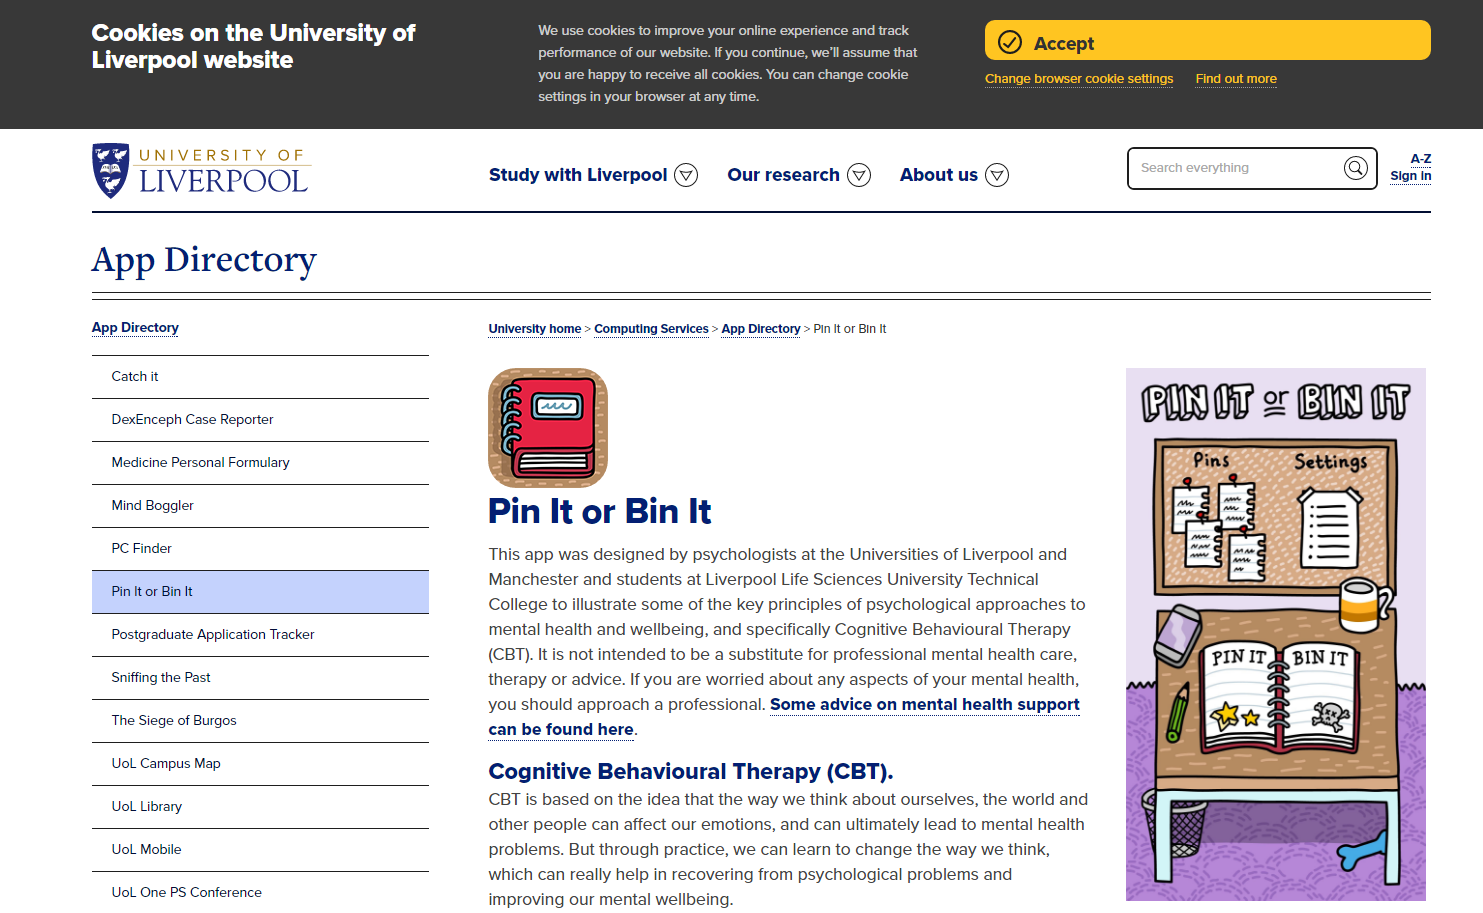 Cookies on the University of
Liverpool website
We use cookies to improve your online experience and track
performance of our website. If you continue, we'll assume that
you are happy to receive all cookies. You can change cookie
settings in your browser at any time.
Accept
Change browser cookie settings
Find out more
UNIVERSITY OF
LIVERPOOL
Study with Liverpool
Our research
About us
Search everything
A-Z
Sign in
App Directory
App Directory
Catch it
DexEnceph Case Reporter
Medicine Personal Formulary
Mind Boggler
PC Finder
Pin It or Bin It
Postgraduate Application Tracker
Sniffing the Past
The Siege of Burgos
UoL Campus Map
UoL Library
UoL Mobile
UoL One PS Conference
University home > Computing Services > App Directory > Pin It or Bin It
Pin It or Bin It
This app was designed by psychologists at the Universities of Liverpool and
Manchester and students at Liverpool Life Sciences University Technical
College to illustrate some of the key principles of psychological approaches to
mental health and wellbeing, and specifically Cognitive Behavioural Therapy
(CBT). It is not intended to be a substitute for professional mental health care,
therapy or advice. If you are worried about any aspects of your mental health,
you should approach a professional. Some advice on mental health support
can be found here.
Cognitive Behavioural Therapy (CBT).
CBT is based on the idea that the way we think about ourselves, the world and
other people can affect our emotions, and can ultimately lead to mental health
problems. But through practice, we can learn to change the way we think,
which can really help in recovering from psychological problems and
improving our mental wellbeing.
PIN IT or BIN IT
Pins
Settings
PIN IT
BIN IT